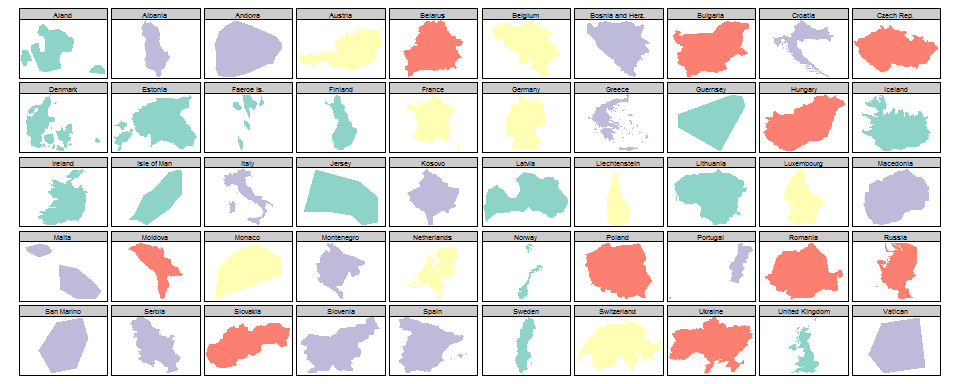 Aland Albania Andorra Austria Belarus Belgium Bosnia and Herz. Bulgaria Croatia Czech Rep.
Denmark Estonia Faeroe Is. Finland France Germany Greece Guernsey Hungary Iceland
Ireland Isle of Man Italy Jersey Kosovo Latvia Liechtenstein Lithuania Luxembourg Macedonia
Malta Moldova Monaco Montenegro Netherlands Norway Poland Portugal Romania Russia
San Marino Serbia Slovakia Slovenia Spain Sweden Switzerland Ukraine United Kingdom Vatican